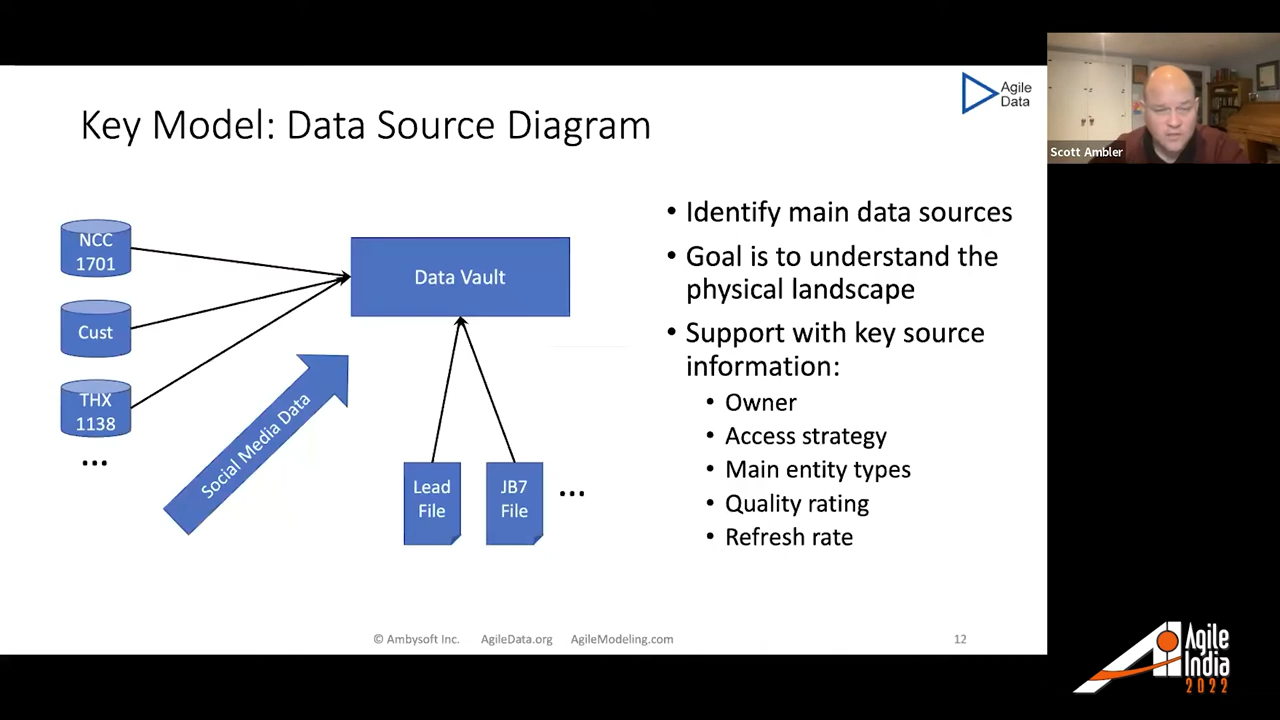 Key Model: Data Source Diagram
Agile
Data
Scott Ambler
NCC
1701
Cust
THX
1138
...
Data Vault
Social Media Data
Lead
File
JB7
File
...
• Identify main data sources
• Goal is to understand the
physical landscape
• Support with key source
information:
• Owner
• Access strategy
• Main entity types
• Quality rating
• Refresh rate
© Ambysoft Inc. AgileData.org AgileModeling.com
12
Agile
India
2022